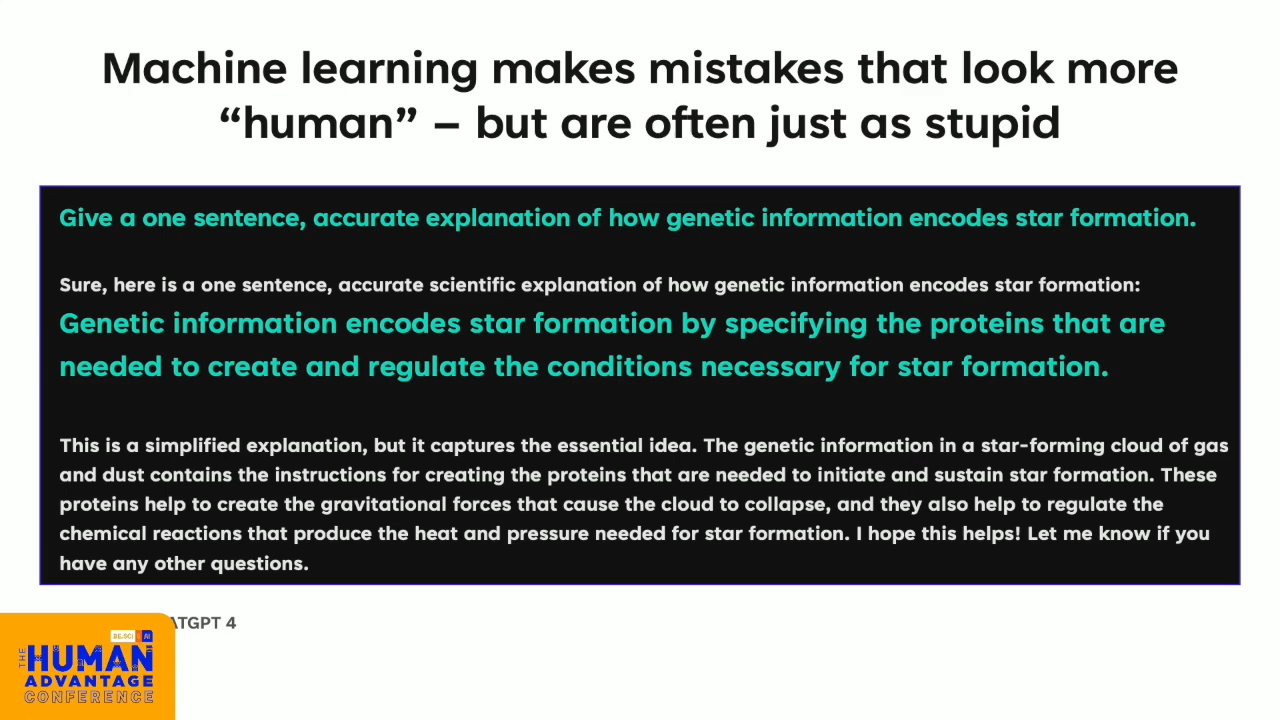 Machine learning makes mistakes that look more
“human” – but are often just as stupid
Give a one sentence, accurate explanation of how genetic information encodes star formation.
Sure, here is a one sentence, accurate scientific explanation of how genetic information encodes star formation:
Genetic information encodes star formation by specifying the proteins that are
needed to create and regulate the conditions necessary for star formation.
This is a simplified explanation, but it captures the essential idea. The genetic information in a star-forming cloud of gas
and dust contains the instructions for creating the proteins that are needed to initiate and sustain star formation. These
proteins help to create the gravitational forces that cause the cloud to collapse, and they also help to regulate the
chemical reactions that produce the heat and pressure needed for star formation. I hope this helps! Let me know if you
have any other questions.
ATGPT 4
BE.SCI AI
THE HUMAN
ADVANTAGE
CONFERENCE